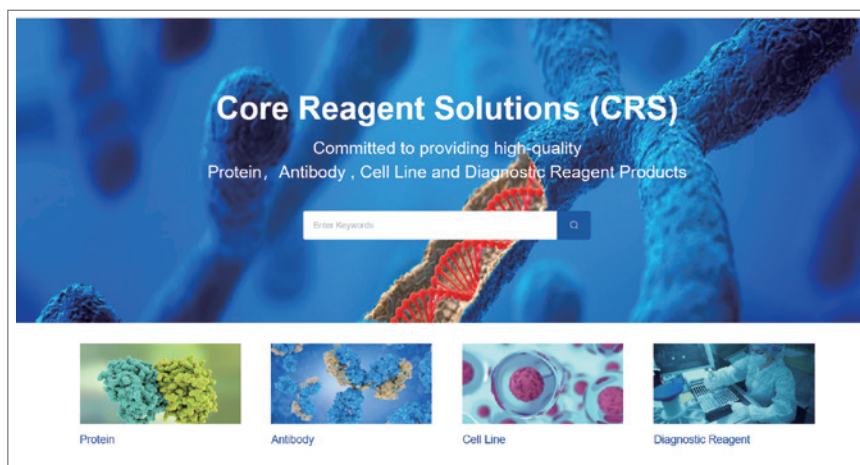 Core Reagent Solutions (CRS)
Committed to providing high-quality
Protein, Antibody , Cell Line and Diagnostic Reagent Products
Enter Keywords
Protein
Antibody
Cell Line
Diagnostic Reagent